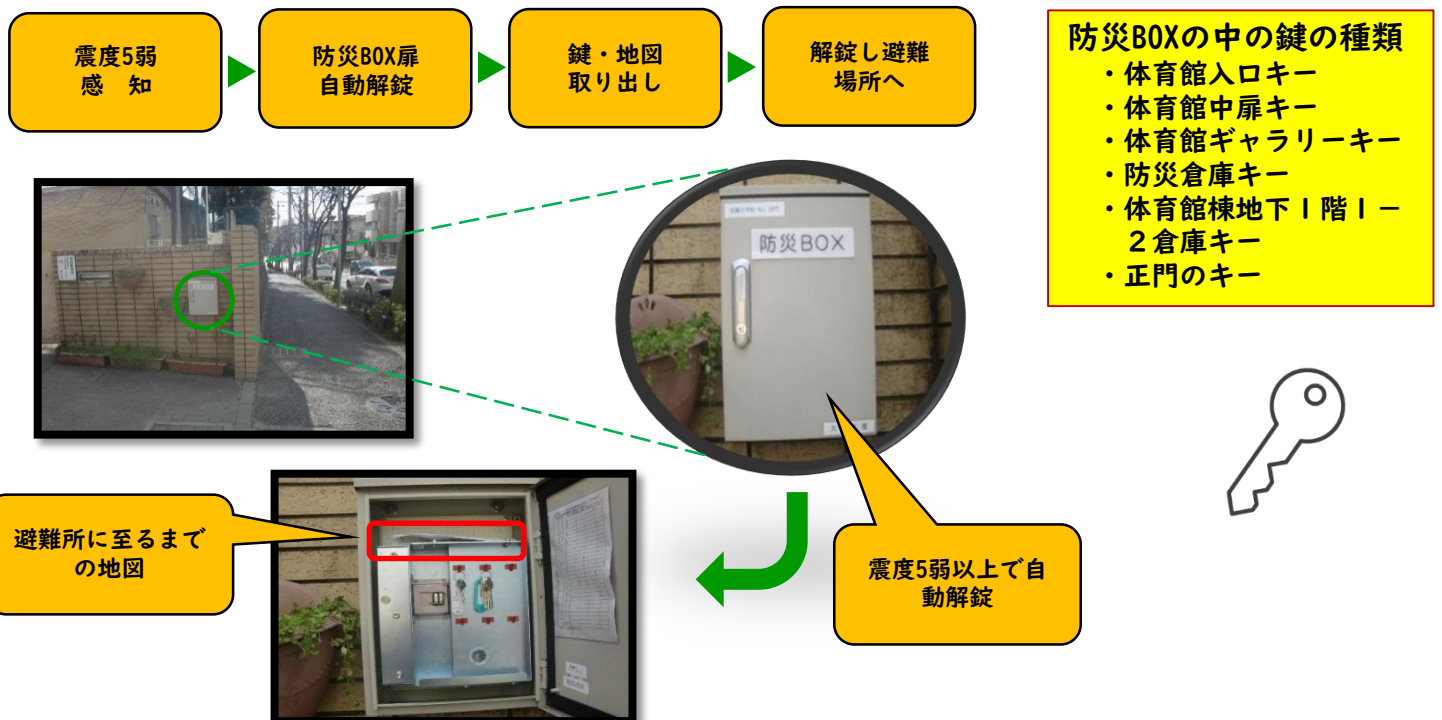 震度5弱
感　知
防災BOX扉
自動解錠
鍵・地図
取り出し
解錠し避難
場所へ
防災BOXの中の鍵の種類
・体育館入口キー
・体育館中扉キー
・体育館ギャラリーキー
・防災倉庫キー
・体育館棟地下１階１－
２倉庫キー
・正門のキー
防災BOX
避難所に至るまで
の地図
震度5弱以上で自
動解錠